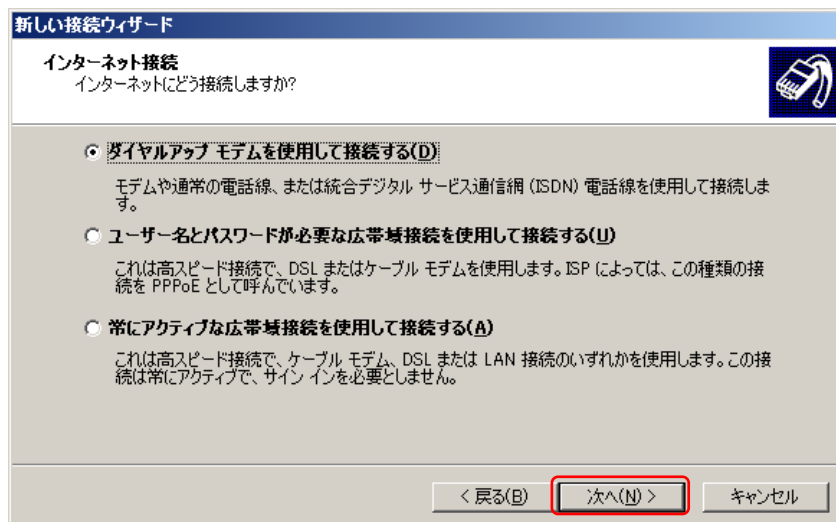 新しい接続ウィザード
インターネット接続
インターネットにどう接続しますか?
ダイヤルアップ モデムを使用して接続する(D)
モデムや通常の電話線、または統合デジタル サービス通信網 (ISDN) 電話線を使用して接続しま
す。
ユーザー名とパスワードが必要な広帯域接続を使用して接続する(U)
これは高スピード接続で、DSL またはケーブル モデムを使用します。ISP によっては、この種類の接
続を PPPoE として呼んでいます。
常にアクティブな広帯域接続を使用して接続する(A)
これは高スピード接続で、ケーブル モデム、DSL または LAN 接続のいずれかを使用します。この接
続は常にアクティブで、サイン インを必要としません。
< 戻る(B) 次へ(N) > キャンセル